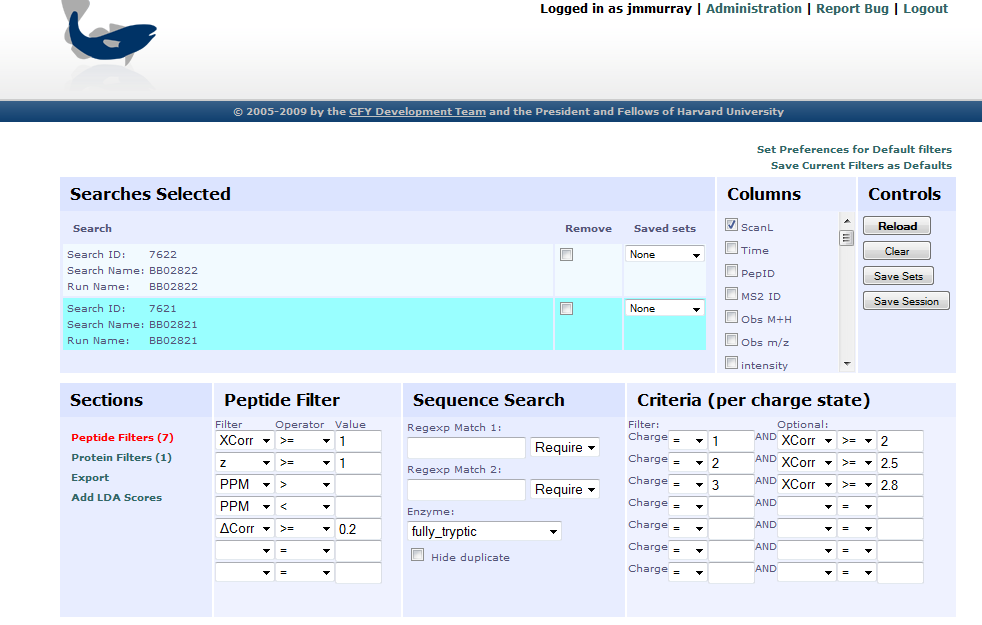 Logged in as jmmurray | Administration | Report Bug | Logout
© 2005-2009 by the GFY Development Team and the President and Fellows of Harvard University
Set Preferences for Default filters
Save Current Filters as Defaults
Searches Selected
Search Remove Saved sets
Search ID: 7622 None
Search Name: BB02822
Run Name: BB02822
Search ID: 7621 None
Search Name: BB02821
Run Name: BB02821
Columns
ScanL
Time
PepID
MS2 ID
Obs M+H
Obs m/z
intensity
Controls
Reload
Clear
Save Sets
Save Session
Sections
Peptide Filters (7)
Protein Filters (1)
Export
Add LDA Scores
Peptide Filter
Filter Operator Value
XCorr >= 1
z >= 1
PPM >
PPM <
ΔCorr >= 0.2
=
=
Sequence Search
Regexp Match 1:
Require
Regexp Match 2:
Require
Enzyme:
fully_tryptic
Hide duplicate
Criteria (per charge state)
Filter: Optional:
Charge = 1 AND XCorr >= 2
Charge = 2 AND XCorr >= 2.5
Charge = 3 AND XCorr >= 2.8
Charge = AND =
Charge = AND =
Charge = AND =
Charge = AND =